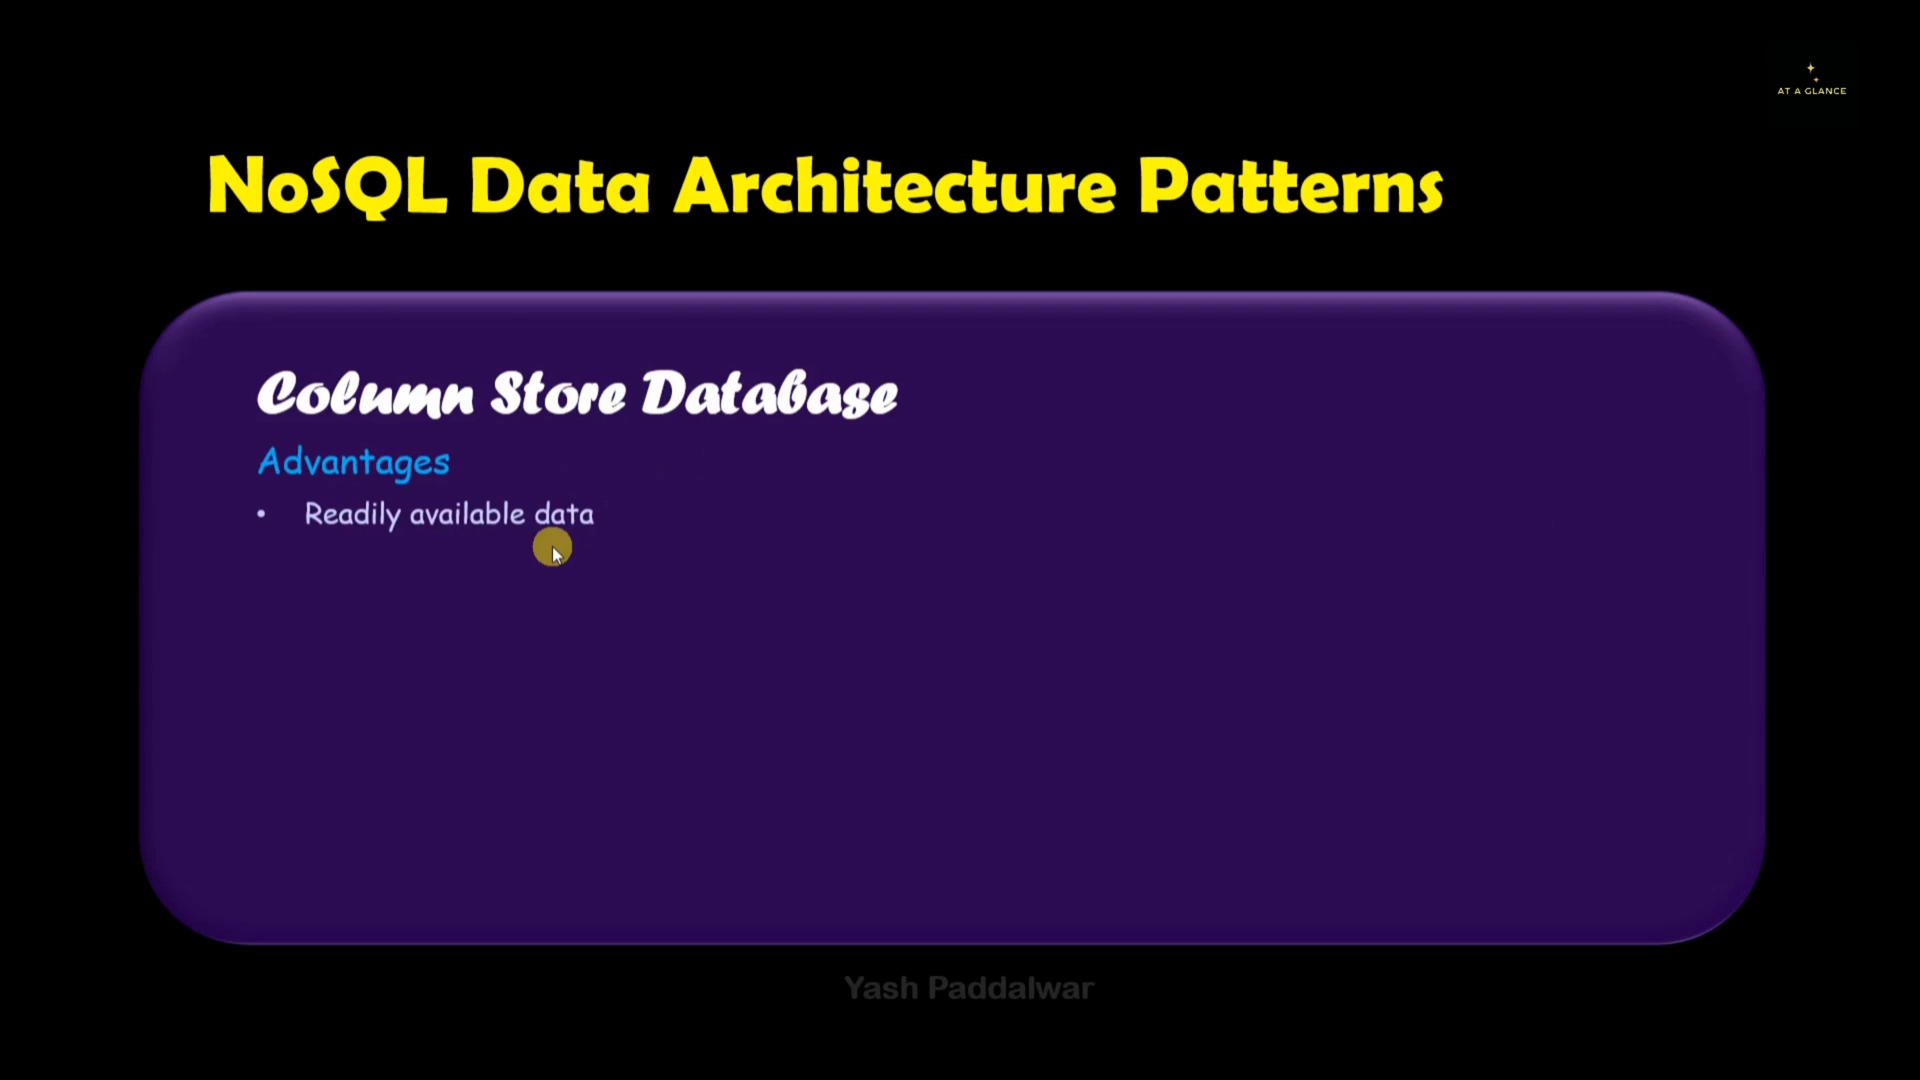 AT A GLANCE
NoSQL Data Architecture Patterns
Column Store Database
Advantages
• Readily available data
Yash Paddalwar